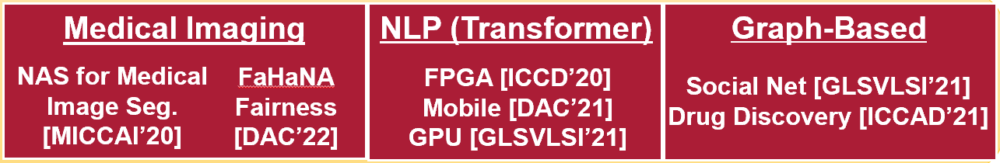 Medical Imaging
NAS for Medical
Image Seg.
[MICCAI’20]
FaHaNA
Fairness
[DAC’22]
NLP (Transformer)
FPGA [ICCD’20]
Mobile [DAC’21]
GPU [GLSVLSI’21]
Graph-Based
Social Net [GLSVLSI’21]
Drug Discovery [ICCAD’21]